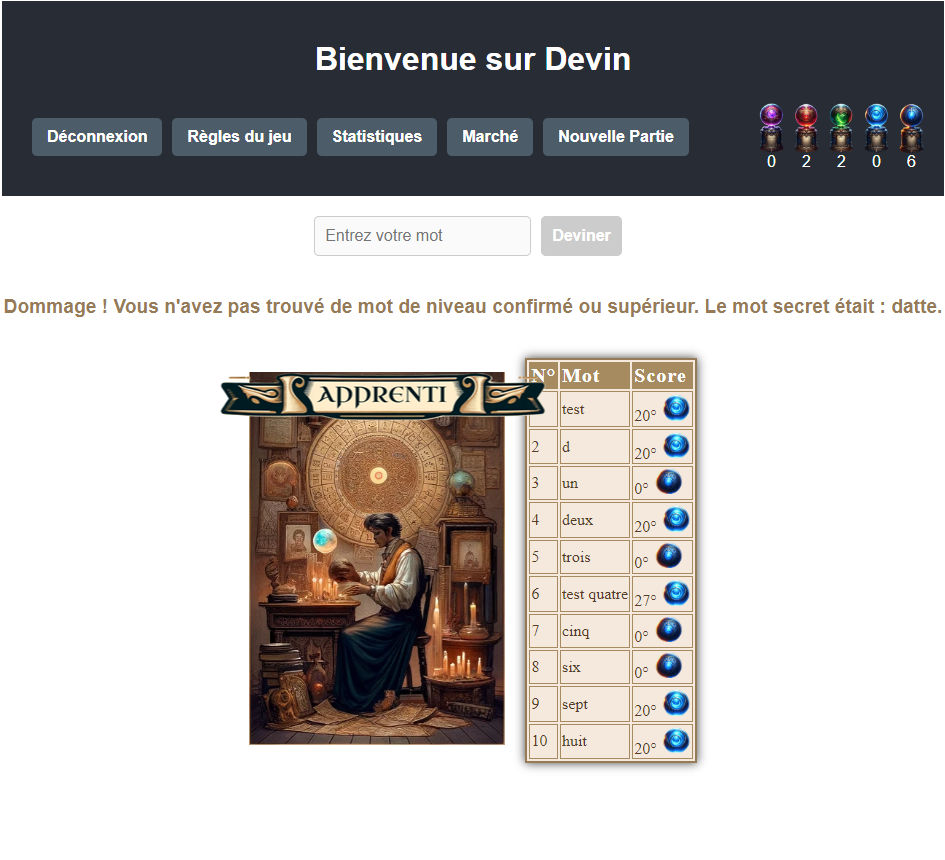 Bienvenue sur Devin
Déconnexion Règles du jeu Statistiques Marché Nouvelle Partie
0 2 2 0 6
Entrez votre mot Deviner
Dommage ! Vous n'avez pas trouvé de mot de niveau confirmé ou supérieur. Le mot secret était : datte.
APPRENTI
N° Mot Score
test 20°
2 d 20°
3 un 0°
4 deux 20°
5 trois 0°
6 test quatre 27°
7 cinq 0°
8 six 0°
9 sept 20°
10 huit 20°